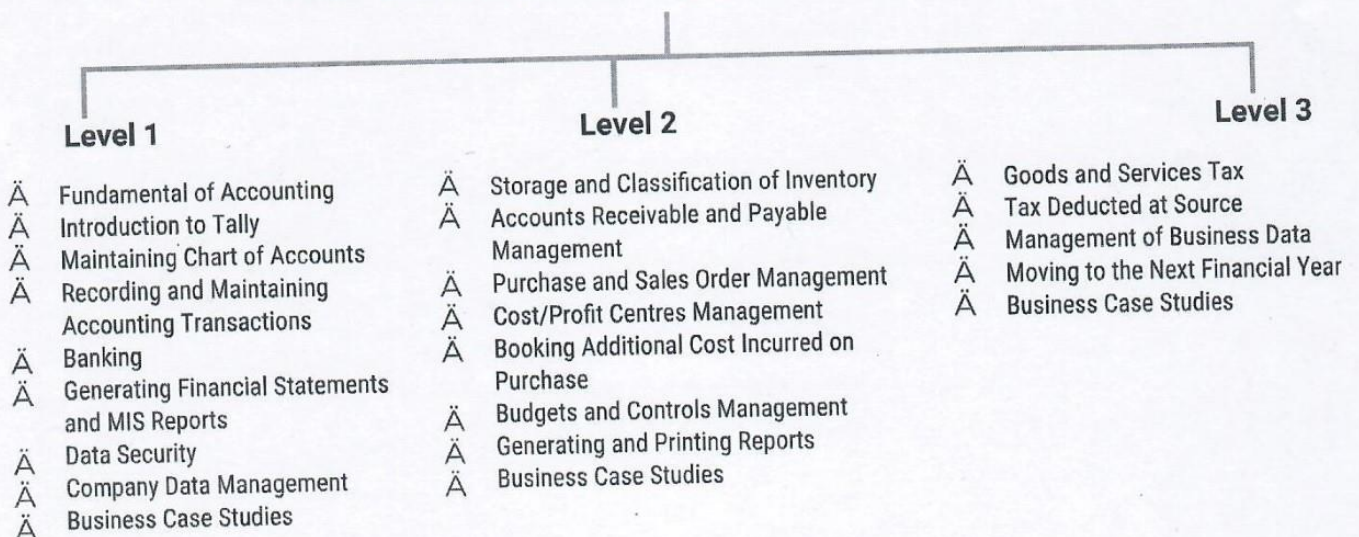 Level 1
Ä Fundamental of Accounting
Ä Introduction to Tally
Ä Maintaining Chart of Accounts
Ä Recording and Maintaining
Accounting Transactions
Ä Banking
Ä Generating Financial Statements
and MIS Reports
Ä Data Security
Ä Company Data Management
Ä Business Case Studies
Level 2
Ä Storage and Classification of Inventory
Ä Accounts Receivable and Payable
Management
Ä Purchase and Sales Order Management
Ä Cost/Profit Centres Management
Ä Booking Additional Cost Incurred on
Purchase
Ä Budgets and Controls Management
Ä Generating and Printing Reports
Ä Business Case Studies
Level 3
Ä Goods and Services Tax
Ä Tax Deducted at Source
Ä Management of Business Data
Ä Moving to the Next Financial Year
Ä Business Case Studies